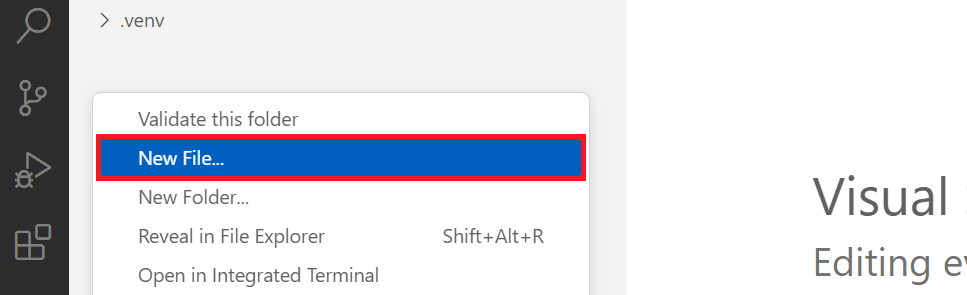 .venv
Validate this folder
New File...
New Folder...
Reveal in File Explorer Shift+Alt+R
Open in Integrated Terminal
Visual
Editing